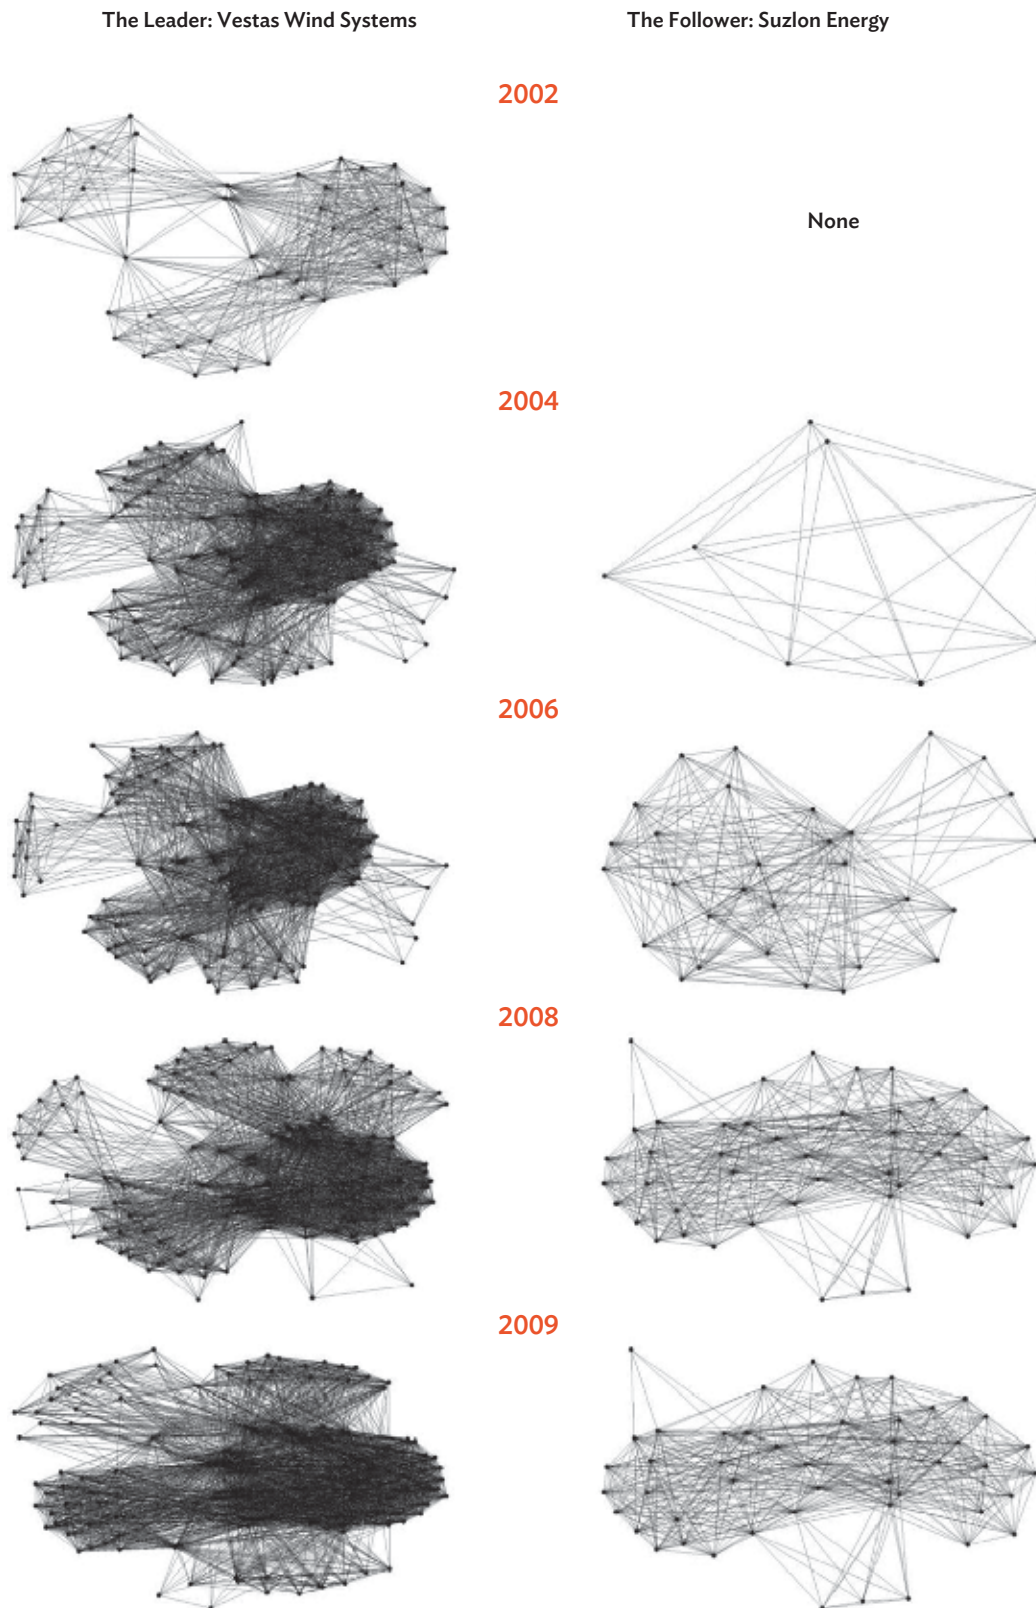 The Leader: Vestas Wind Systems The Follower: Suzlon Energy
2002
None
2004
2006
2008
2009